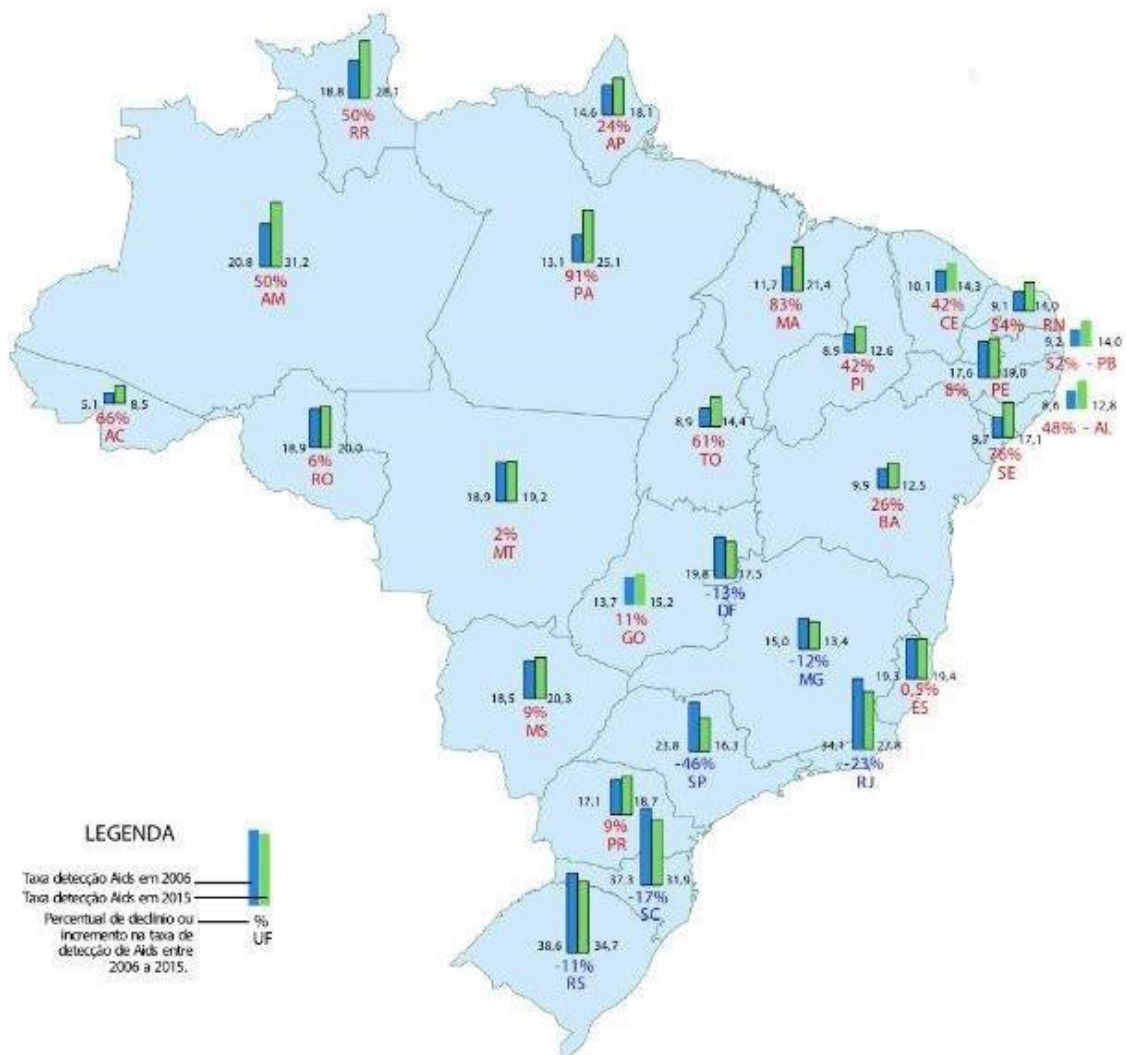 18,8 28,1
50%
RR
14,6 18,1
24%
AP
20,8 31,2
50%
AM
13,1 25,1
91%
PA
11,7 21,4
83%
MA
10,1 14,3
42%
CE
9,1 14,0
54% RN
9,2 14,0
52% - PB
8,9 12,6
42%
PI
17,6 19,0
8% PE
8,6 12,8
48% - AL
5,1 8,5
66%
AC
18,9 20,0
6%
RO
8,9 14,4
61%
TO
9,7 17,1
76%
SE
18,9 19,2
2%
MT
9,9 12,5
26%
BA
19,8 17,5
-13%
DF
13,7 15,2
11%
GO
15,0 13,4
-12%
MG
19,3 19,4
0,5%
ES
18,5 20,3
9%
MS
23,8 16,3
-46%
SP
34,1 27,8
-23%
RJ
17,1 18,7
9%
PR
37,3 31,9
-17%
SC
38,6 34,7
-11%
RS
LEGENDA
Taxa detecção Aids em 2006
Taxa detecção Aids em 2015
Percentual de declínio ou %
incremento na taxa de UF
detecção de Aids entre
2006 a 2015.